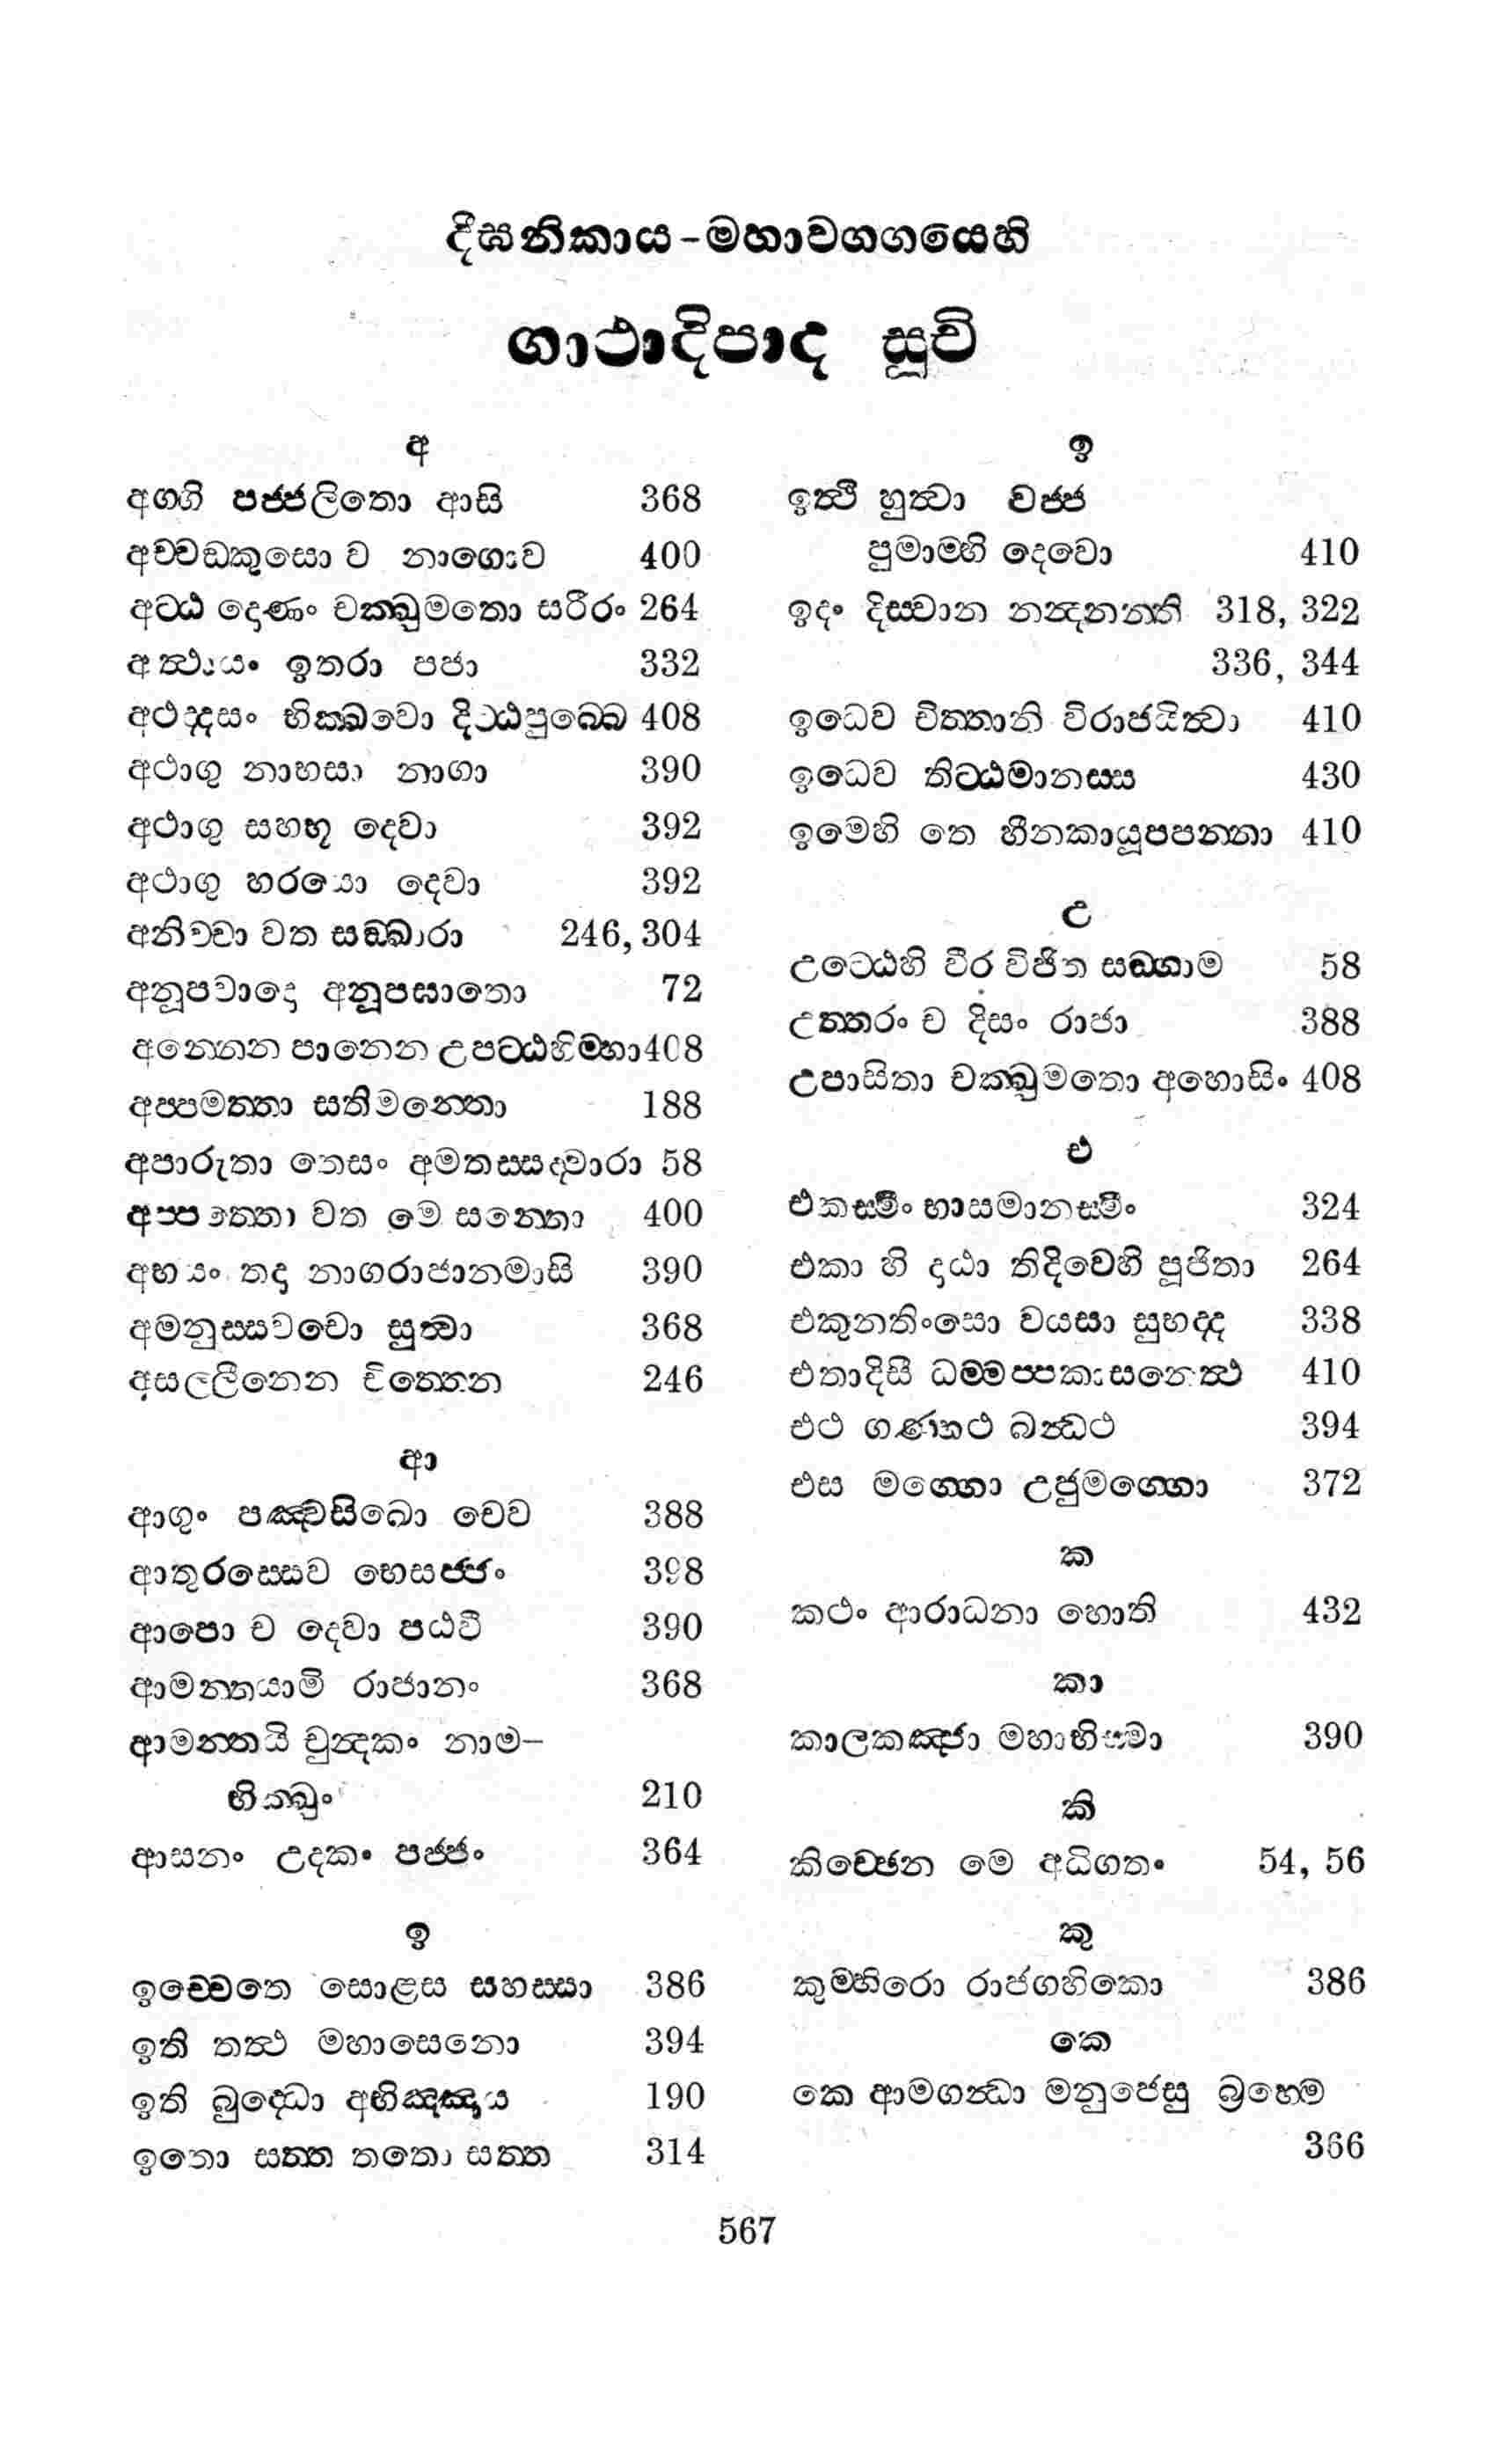 දීඝනිකාය - මහාවග්ගයෙහි
ගාථාදිපාද සූචි
අ
අග්ගි පජ්ජලිතො ආසි 368
අච්චඞ්කුසො ව නාගොව 400
අට්ඨ දොණං චක්ඛුමතො සරීරං 264
අත්ථායං ඉතරා පජා 332
අථද්දසං භික්ඛවො දිට්ඨපුබ්බෙ 408
අථාගු නාභසා නාගා 390
අථාගු සහභූ දෙවා 392
අථාගු හරයො දෙවා 392
අනිච්චා වත සඞ්ඛාරා 246, 304
අනූපවාදො අනූපඝාතො 72
අන්නෙන පානෙන උපට්ඨහිම්හා 408
අප්පමත්තා සතිමන්තො 188
අපාරුතා තෙසං අමතස්සද්වාරා 58
අප්පත්තො වත මෙ සන්තො 400
අභයං තදා නාගරාජානමාසි 390
අමනුස්සවචො සුත්වා 368
අසල්ලීනෙන චිත්තෙන 246
ආ
ආගුං පඤ්චසිඛො චෙව 388
ආතුරස්සෙව භෙසජ්ජං 398
ආපො ච දෙවා පඨවී 390
ආමන්තයාමි රාජානං 368
ආමන්තයි චුන්දකං නාම-
භික්ඛුං 210
ආසනං උදකං පජ්ජං 364
ඉ
ඉච්චෙතෙ සොළස සහස්සා 386
ඉති තත්ථ මහාසෙනො 394
ඉති බුද්ධො අභිඤ්ඤාය 190
ඉතො සත්ත තතො සත්ත 314
ඉ
ඉත්ථි හුත්වා වජ්ජ
පුමාම්හි දෙවො 410
ඉදං දිස්වාන නන්දනන්ති 318, 322
336, 344
ඉධෙව චිත්තානි විරාජයිත්වා 410
ඉධෙව තිට්ඨමානස්ස 430
ඉමෙහි තෙ හීනකායූපපන්නා 410
උ
උට්ඨෙහි වීර විජිත සඞ්ගාම 58
උත්තරං ච දිසං රාජා 388
උපාසිතා චක්ඛුමතො අහොසිං 408
එ
එකස්මිං භාසමානස්මිං 324
එකා හි දාඨා තිදිවෙහි පූජිතා 264
එකුනතිංසො වයසා සුභද්ද 338
එතාදිසී ධම්මප්පකාසනෙත්ථ 410
එථ ගණ්හථ බන්ධථ 394
එස මග්ගො උජුමග්ගො 372
ක
කථං ආරාධනා හොති 432
කා
කාලකඤ්ජා මහාභිස්මා 390
කි
කිච්ඡෙන මෙ අධිගතං 54, 56
කු
කුම්භිරො රාජගහිකො 386
කෙ
කෙ ආමගන්ධා මනුජෙසු බ්‍රහ්මෙ
366
567